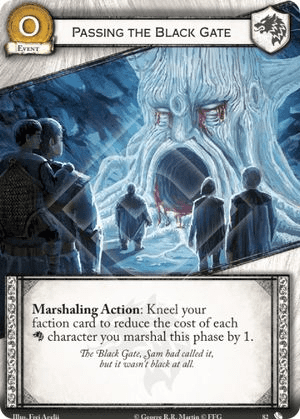 0
PASSING THE BLACK GATE
EVENT
Marshaling Action: Kneel your
faction card to reduce the cost of each
character you marshal this phase by 1.
The Black Gate, Sam had called it,
but it wasn't black at all.
Illus. Frej Agelii © George R.R. Martin © FFG 82